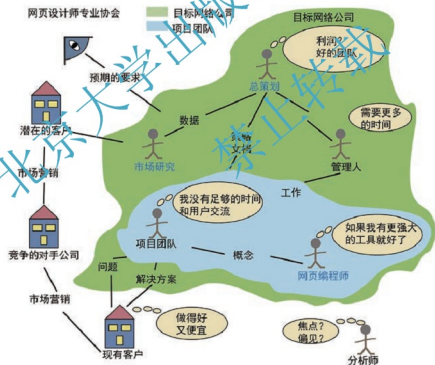 网页设计师专业协会
目标网络公司
项目团队
目标网络公司
利润?
好的团队
总策划
预期的要求
数据
需要更多
的时间
潜在的客户
市场研究
策略
文档
管理人
市场营销
工作
我没有足够的时间
和用户交流
如果我有更强大
的工具就好了
项目团队
概念
竞争的对手公司
网页编程师
问题
解决方案
市场营销
做得好
又便宜
焦点?
偏见?
现有客户
分析师
北京大学出版
禁止转载